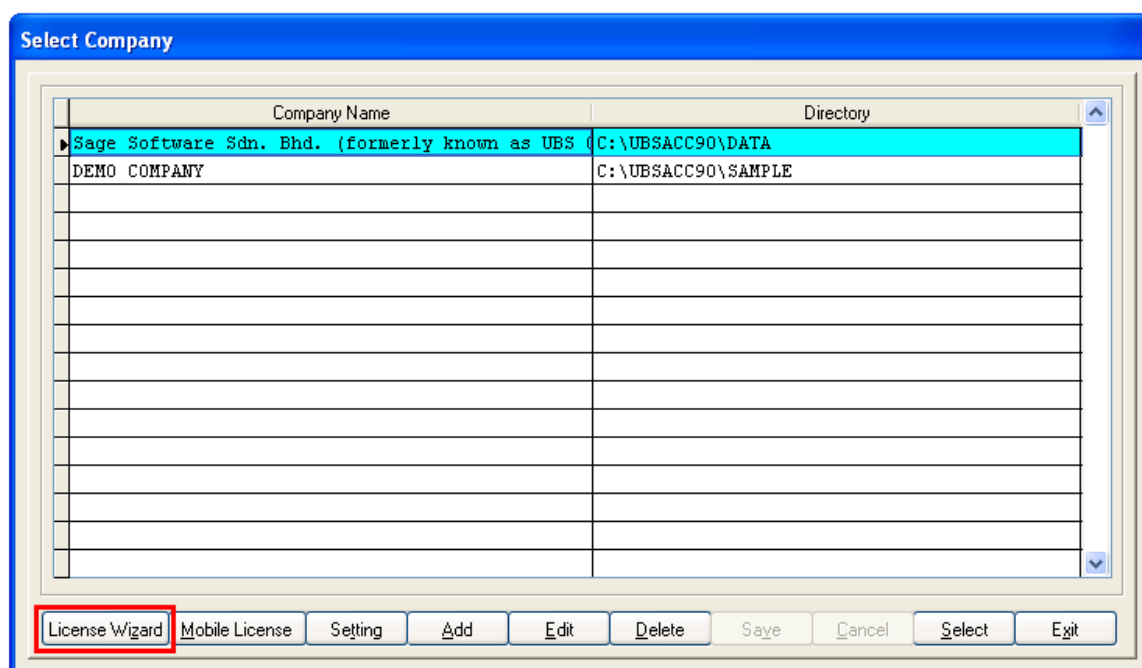 Select Company
Company Name Directory
Sage Software Sdn. Bhd. (formerly known as UBS ( C:\UBSACC90\DATA
DEMO COMPANY C:\UBSACC90\SAMPLE
License Wizard Mobile License Setting Add Edit Delete Save Cancel Select Exit